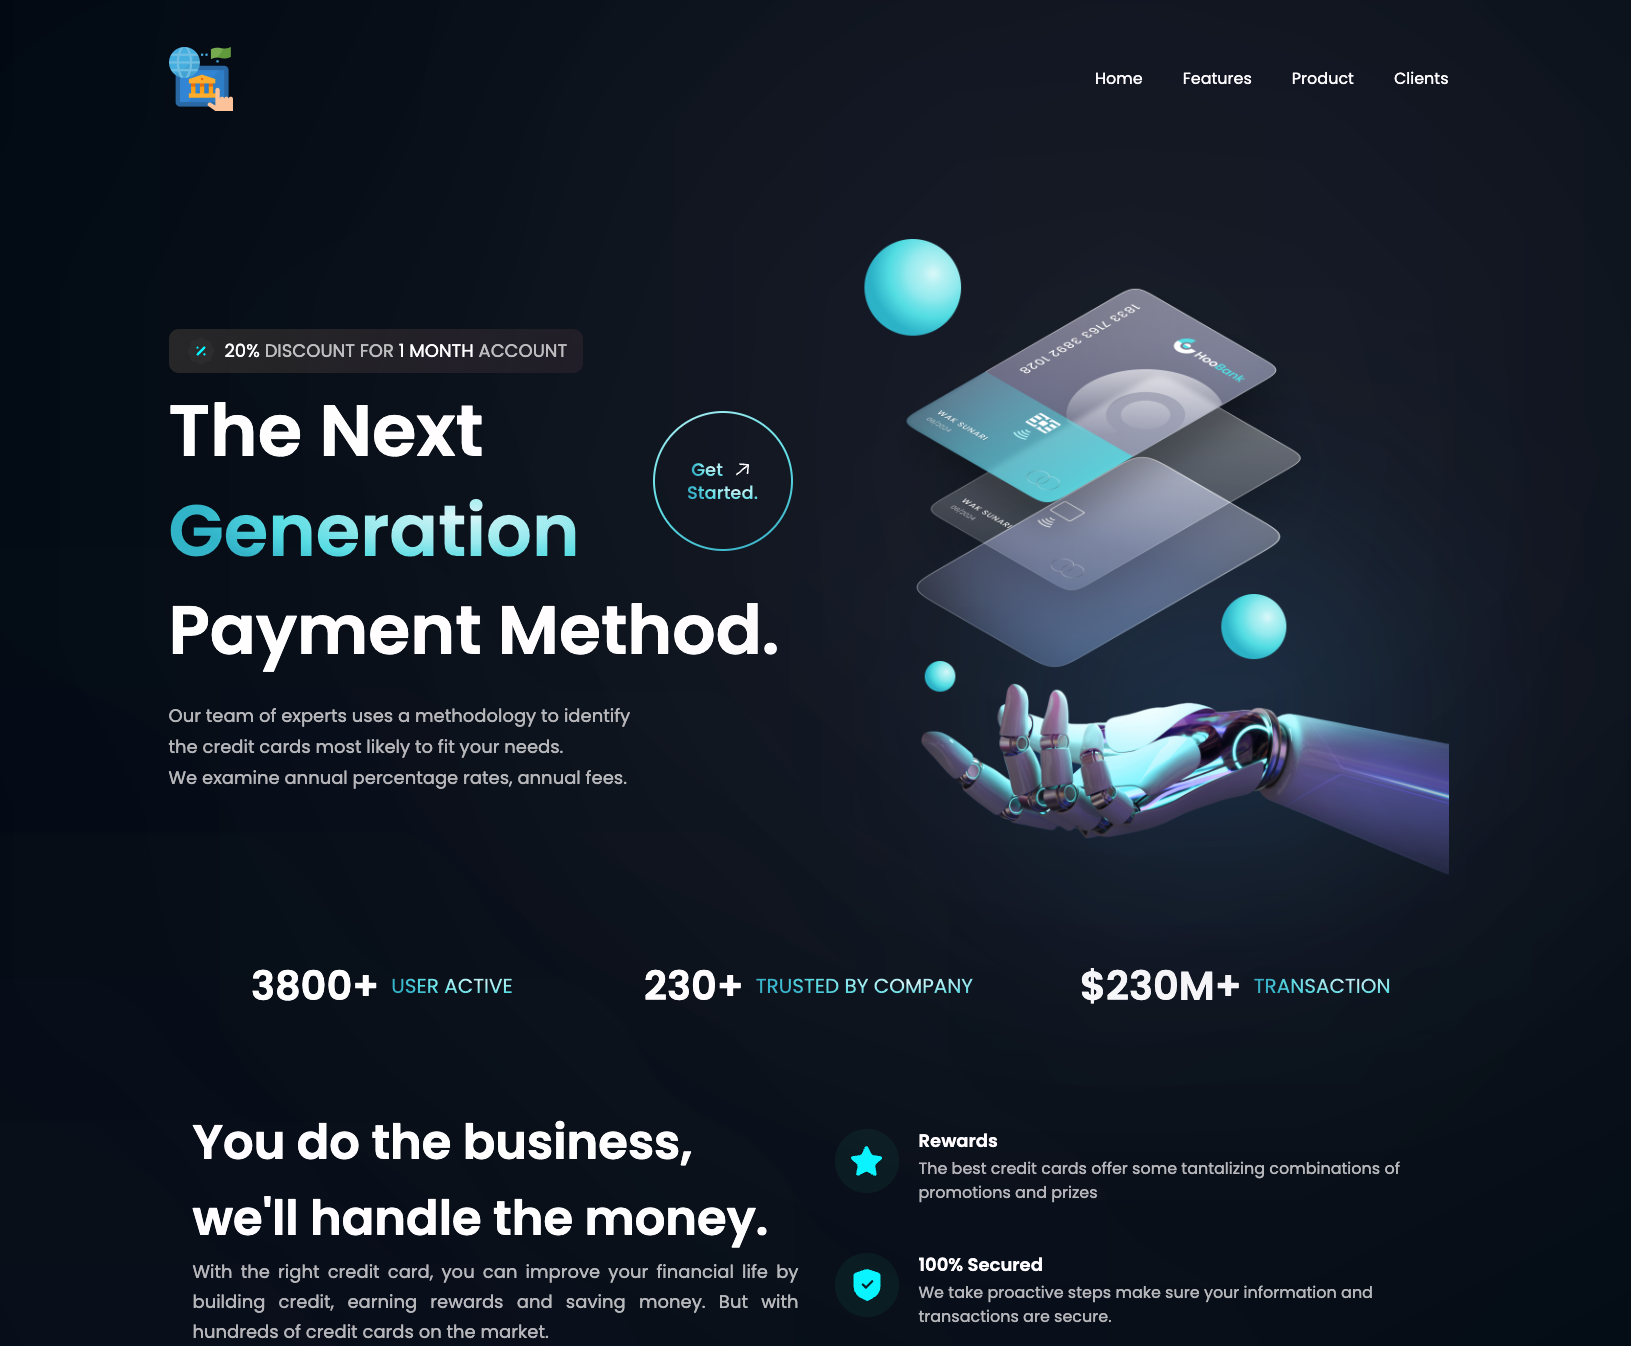 Home Features Product Clients
20% DISCOUNT FOR 1 MONTH ACCOUNT
The Next
Generation
Payment Method.
Get
Started.
Our team of experts uses a methodology to identify
the credit cards most likely to fit your needs.
We examine annual percentage rates, annual fees.
1833 7163 3892 1028
HooBank
WAK SUNARI
06/2024
WAK SUNARI
06/2024
3800+ USER ACTIVE
230+ TRUSTED BY COMPANY
$230M+ TRANSACTION
You do the business,
we'll handle the money.
With the right credit card, you can improve your financial life by
building credit, earning rewards and saving money. But with
hundreds of credit cards on the market.
Rewards
The best credit cards offer some tantalizing combinations of
promotions and prizes
100% Secured
We take proactive steps make sure your information and
transactions are secure.